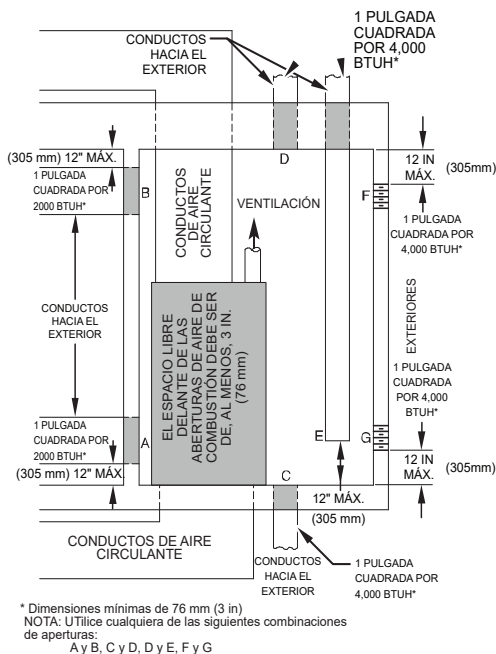 1 PULGADA
CUADRADA
POR 4,000
BTUH*
CONDUCTOS
HACIA EL
EXTERIOR
D
(305 mm) 12" MÁX.
1 PULGADA
CUADRADA POR
2000 BTUH*
B
CONDUCTOS
DE AIRE
CIRCULANTE
VENTILACIÓN
12 IN
MÁX.
(305mm)
F
1 PULGADA
CUADRADA POR
4,000 BTUH*
CONDUCTOS
HACIA EL
EXTERIOR
EL ESPACIO LIBRE
DELANTE DE LAS
ABERTURAS DE AIRE DE
COMBUSTIÓN DEBE SER
DE, AL MENOS, 3 IN.
(76 mm)
EXTERIORES
1 PULGADA
CUADRADA
POR 4,000
BTUH*
1 PULGADA
CUADRADA POR
2000 BTUH*
A
E
G
(305 mm) 12" MÁX.
12 IN
MÁX.
(305mm)
C
12" MÁX.
(305 mm)
CONDUCTOS DE AIRE
CIRCULANTE
CONDUCTOS
HACIA EL
EXTERIOR
1 PULGADA
CUADRADA POR
4,000 BTUH*
* Dimensiones mínimas de 76 mm (3 in)
NOTA: UTilice cualquiera de las siguientes combinaciones
de aperturas:
A y B, C y D, D y E, F y G